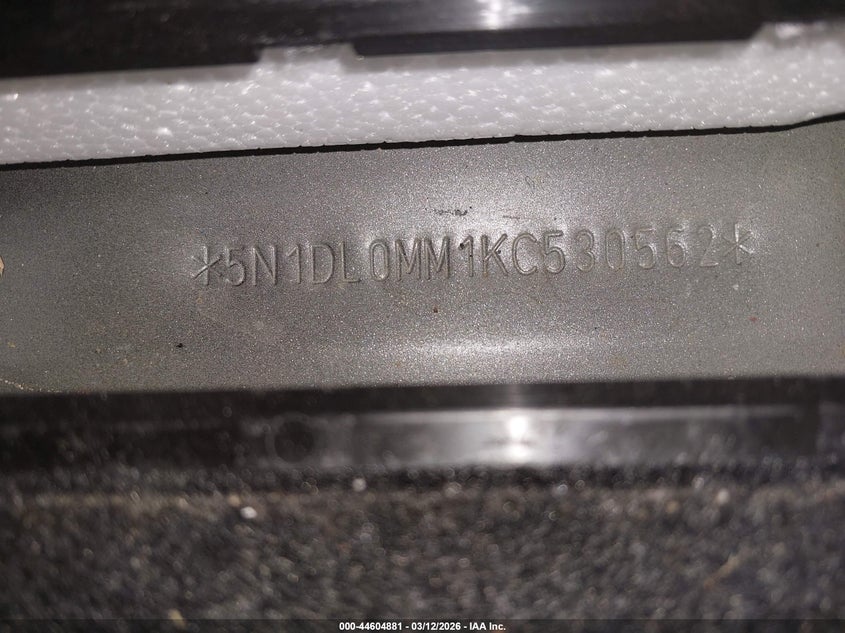 *5N1DL0MM1KC530562*
000-44604881 - 03/12/2026 - IAA Inc.